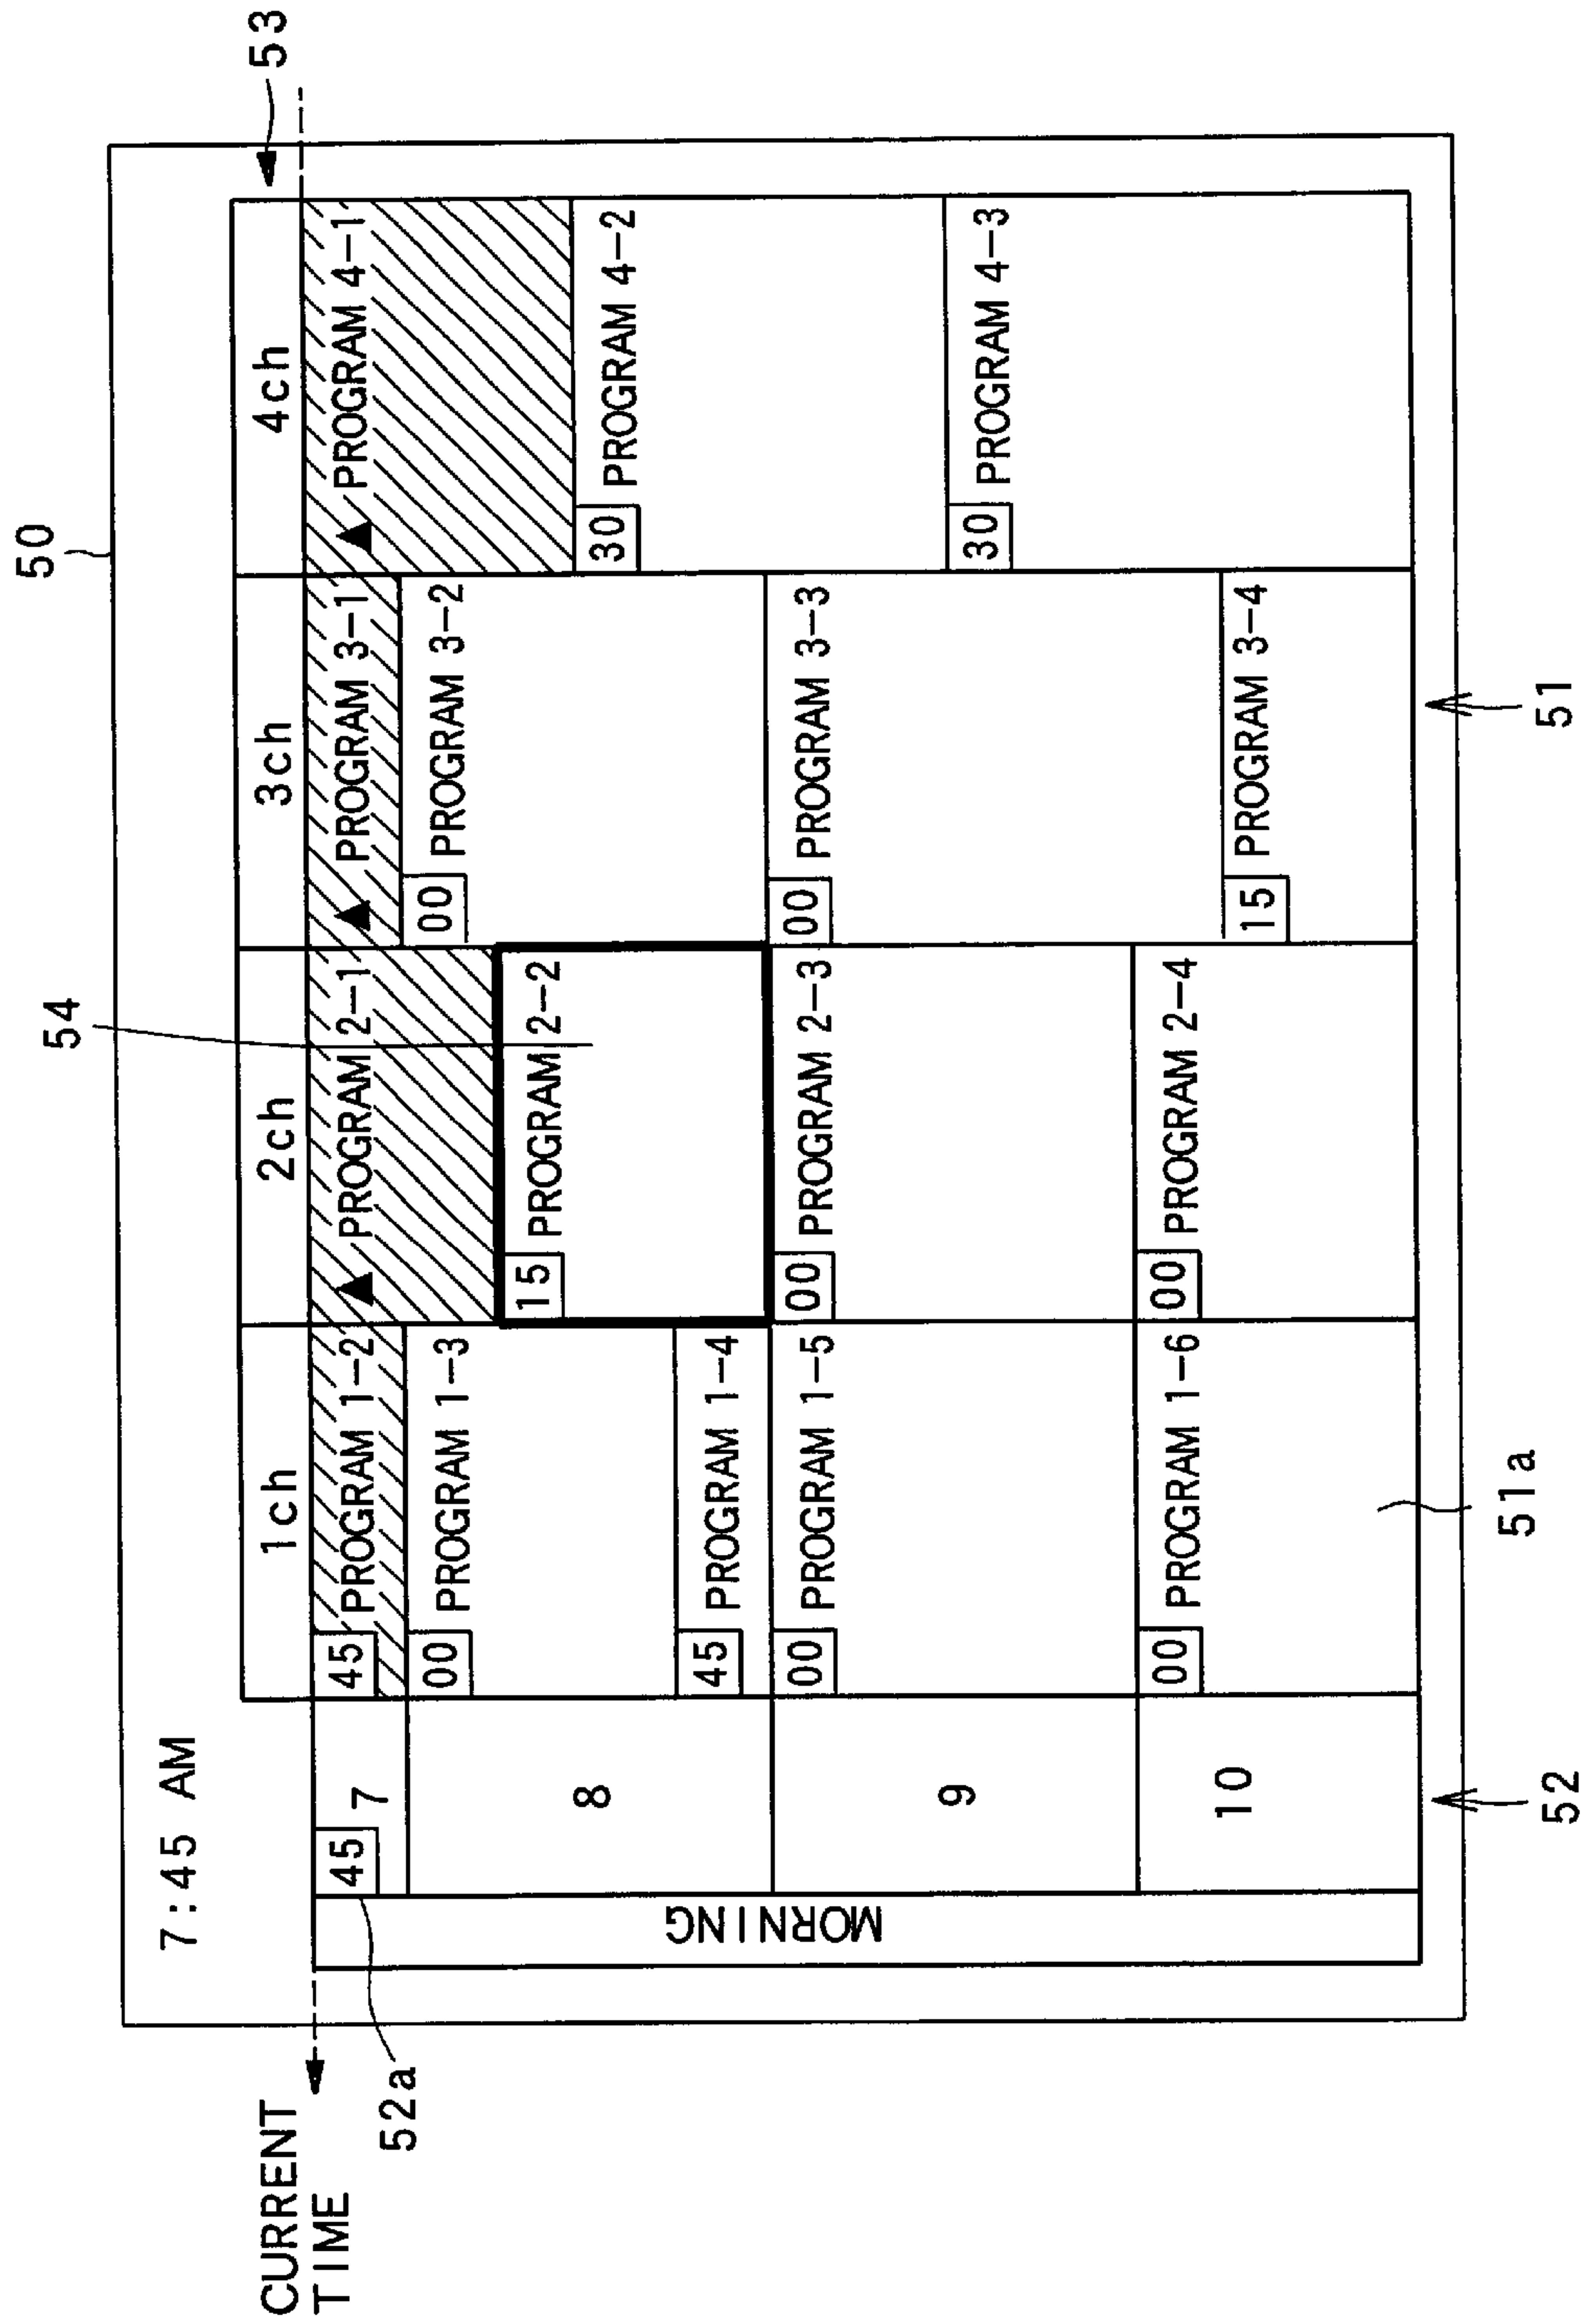 50
54
53
7:45 AM
1ch 2ch 3ch 4ch
CURRENT
TIME
45 7 45 PROGRAM 1-2 ▲ PROGRAM 2-1 ▲ PROGRAM 3-1 ▲ PROGRAM 4-1
52a
00 PROGRAM 1-3 00 PROGRAM 3-2
15 PROGRAM 2-2
8
30 PROGRAM 4-2
45 PROGRAM 1-4
MORNING
00 PROGRAM 1-5 00 PROGRAM 2-3 00 PROGRAM 3-3
9
30 PROGRAM 4-3
00 PROGRAM 1-6 00 PROGRAM 2-4
10
15 PROGRAM 3-4
52
51a
51